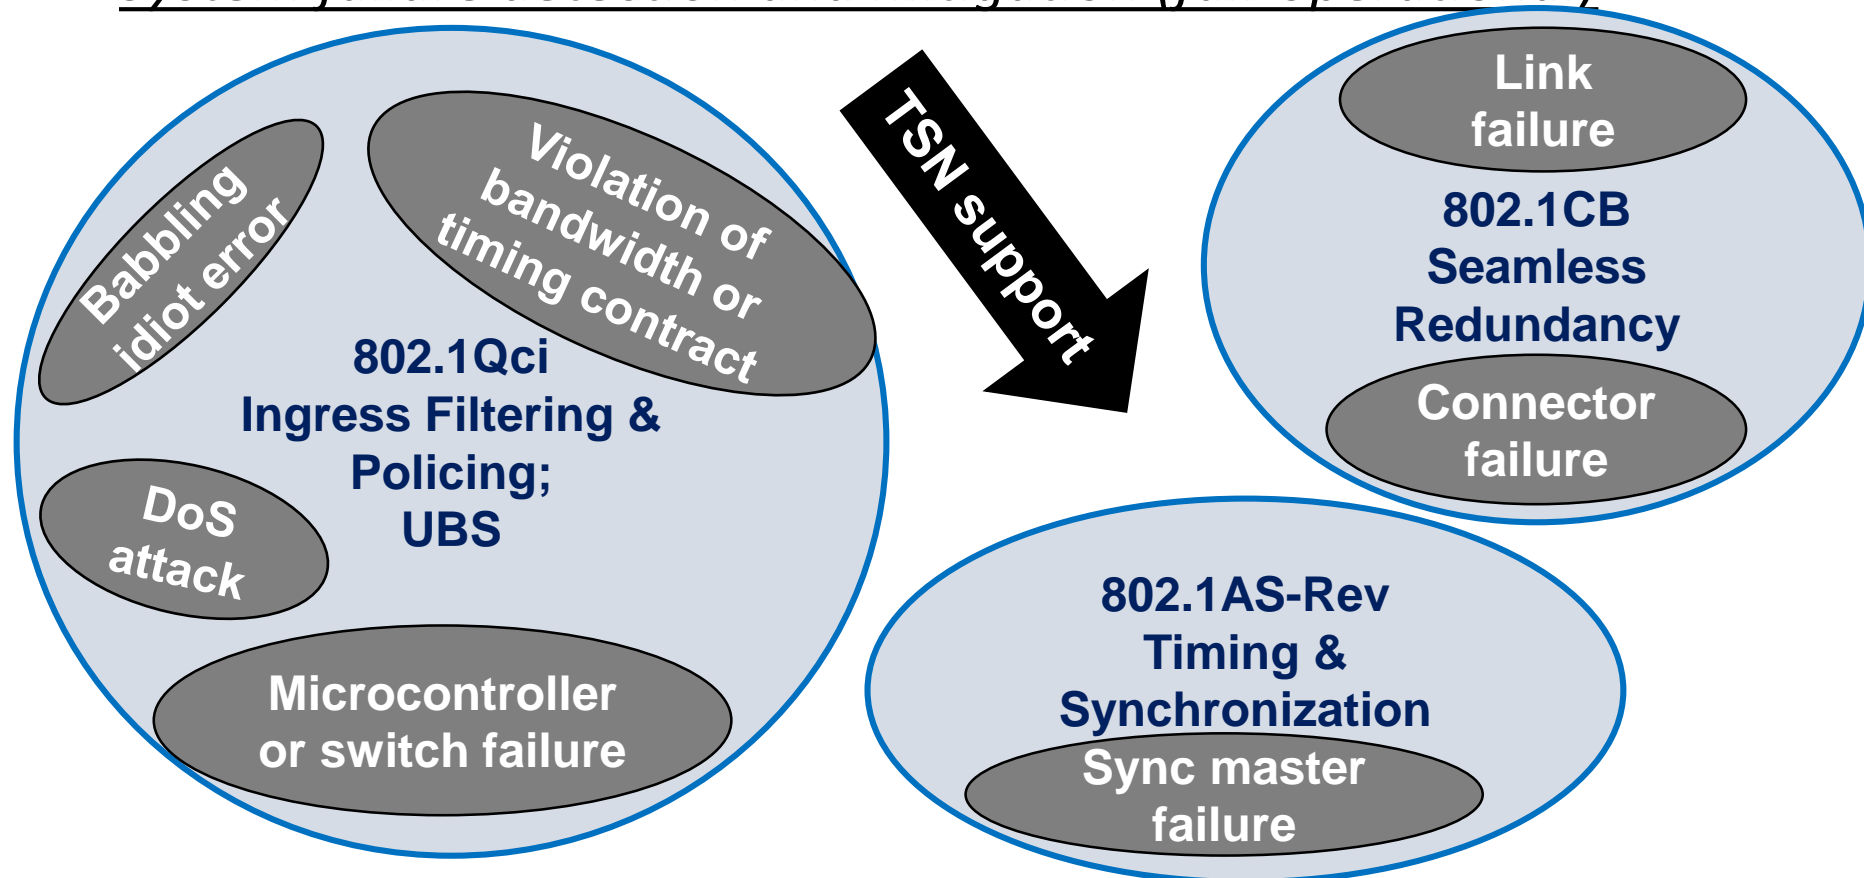 Babbling
idiot error
Violation of
bandwidth or
timing contract
802.1Qci
Ingress Filtering &
Policing;
UBS
DoS
attack
Microcontroller
or switch failure
TSN support
Link
failure
802.1CB
Seamless
Redundancy
Connector
failure
802.1AS-Rev
Timing &
Synchronization
Sync master
failure